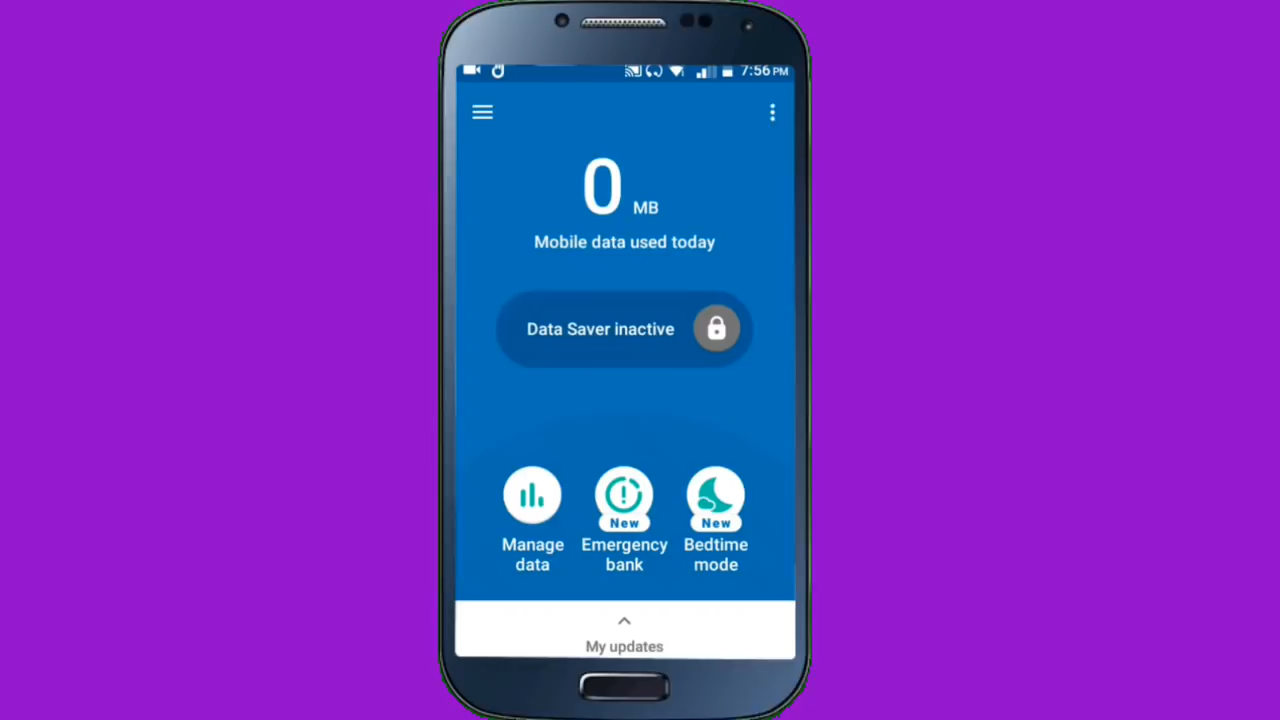 7:56 PM
0 MB
Mobile data used today
Data Saver inactive
New
New
Manage data
Emergency bank
Bedtime mode
My updates